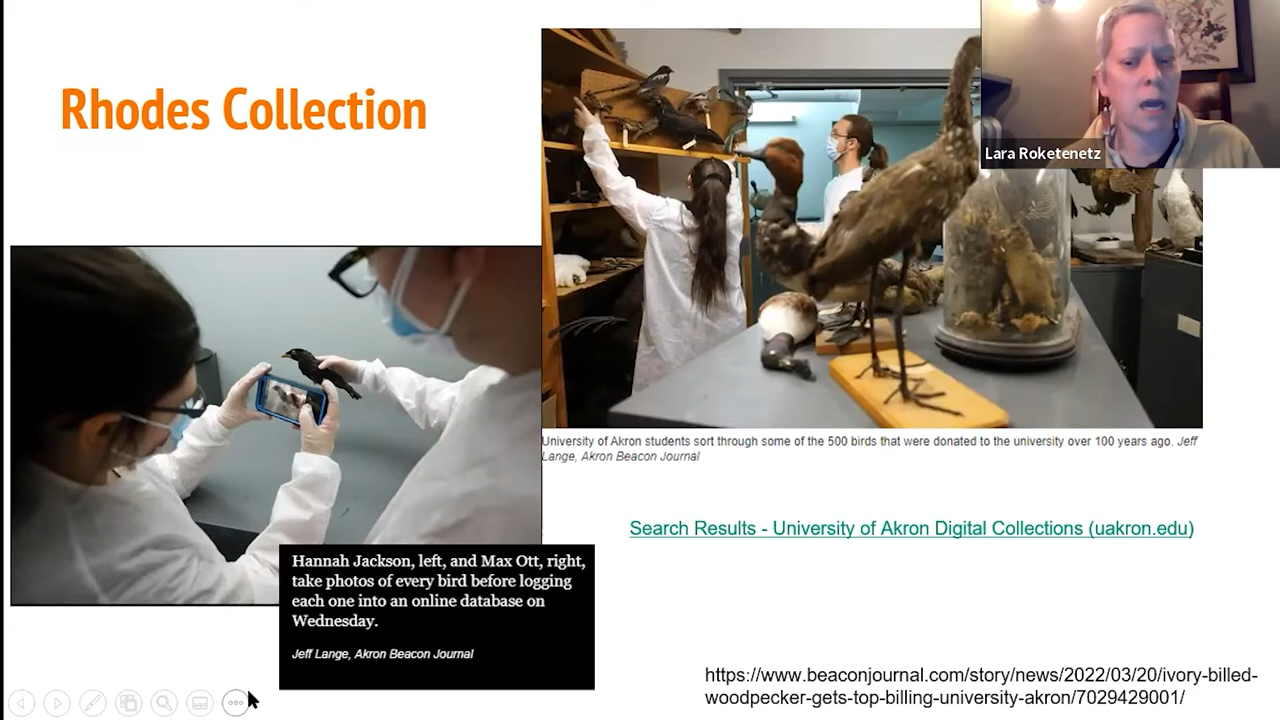 Rhodes Collection
Lara Roketenetz
University of Akron students sort through some of the 500 birds that were donated to the university over 100 years ago. Jeff
Lange, Akron Beacon Journal
Search Results - University of Akron Digital Collections (uakron.edu)
Hannah Jackson, left, and Max Ott, right,
take photos of every bird before logging
each one into an online database on
Wednesday.
Jeff Lange, Akron Beacon Journal
https://www.beaconjournal.com/story/news/2022/03/20/ivory-billed-
woodpecker-gets-top-billing-university-akron/7029429001/